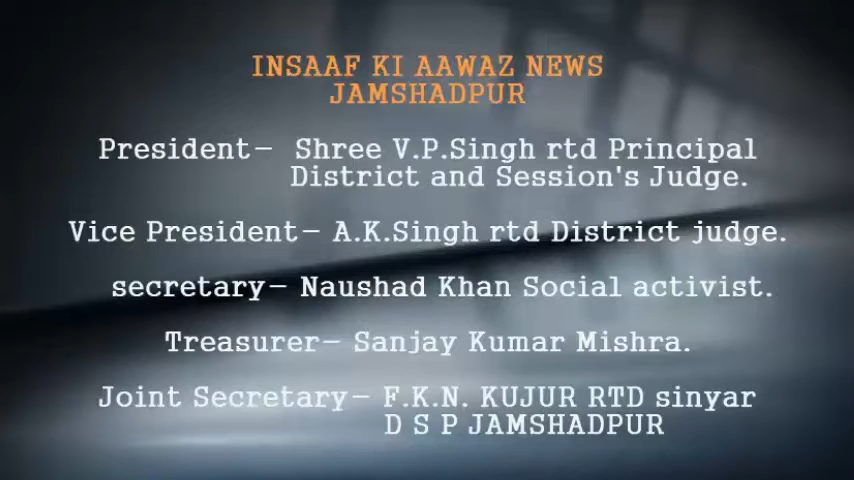 INSAAF KI AAWAZ NEWS
JAMSHADPUR
President- Shree V.P.Singh rtd Principal
District and Session's Judge.
Vice President- A.K.Singh rtd District judge.
secretary- Naushad Khan Social activist.
Treasurer- Sanjay Kumar Mishra.
Joint Secretary- F.K.N. KUJUR RTD sinyar
D S P JAMSHADPUR